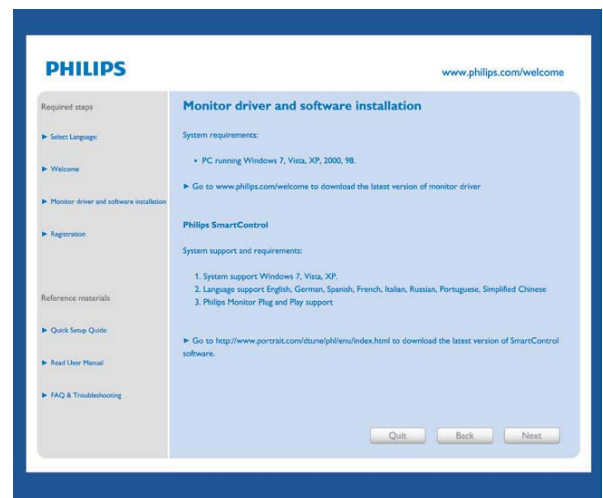 PHILIPS
www.philips.com/welcome
Required steps
► Select Language:
► Welcome
► Monitor driver and software installation
► Registration
Reference materials
► Quick Setup Quide
► Read User Manual
► FAQ & Troubleshooting
Monitor driver and software installation
System requirements:
• PC running Windows 7, Vista, XP, 2000, 98.
► Go to www.philips.com/welcome to download the latest version of monitor driver
Philips SmartControl
System support and requirements:
1. System support Windows 7, Vista, XP.
2. Language support English, German, Spanish, French, Italian, Russian, Portuguese, Simplified Chinese
3. Philips Monitor Plug and Play support
► Go to http://www.portrait.com/dtune/phl/enu/index.html to download the latest version of SmartControl
software.
Quit Back Next